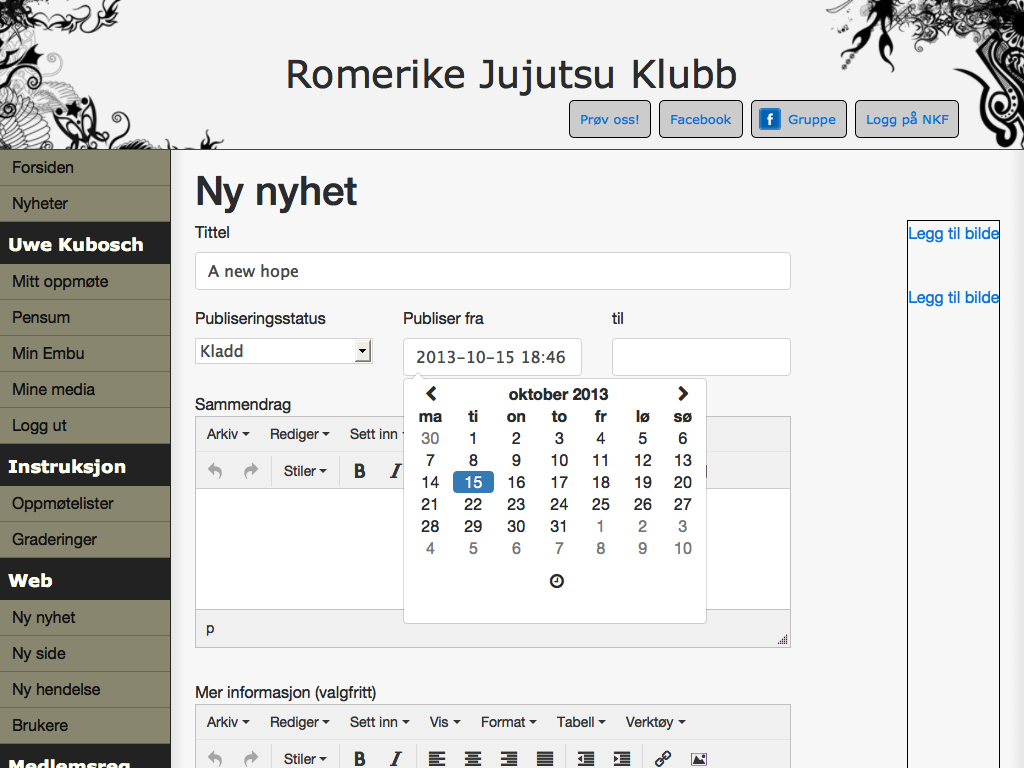 Romerike Jujutsu Klubb
Prøv oss!
Facebook
Gruppe
Logg på NKF
Forsiden
Nyheter
Uwe Kubosch
Mitt oppmøte
Pensum
Min Embu
Mine media
Logg ut
Instruksjon
Oppmøtelister
Graderinger
Web
Ny nyhet
Ny side
Ny hendelse
Brukere
Medlemsreg
Ny nyhet
Tittel
A new hope
Publiseringsstatus
Publiser fra
til
Kladd
2013-10-15 18:46
oktober 2013
ma ti on to fr lø sø
30 1 2 3 4 5 6
7 8 9 10 11 12 13
14 15 16 17 18 19 20
21 22 23 24 25 26 27
28 29 30 31 1 2 3
4 5 6 7 8 9 10
Sammendrag
Arkiv Rediger Sett inn
Stiler B I
p
Mer informasjon (valgfritt)
Arkiv Rediger Sett inn Vis Format Tabell Verktøy
Stiler B I
Legg til bilde
Legg til bilde